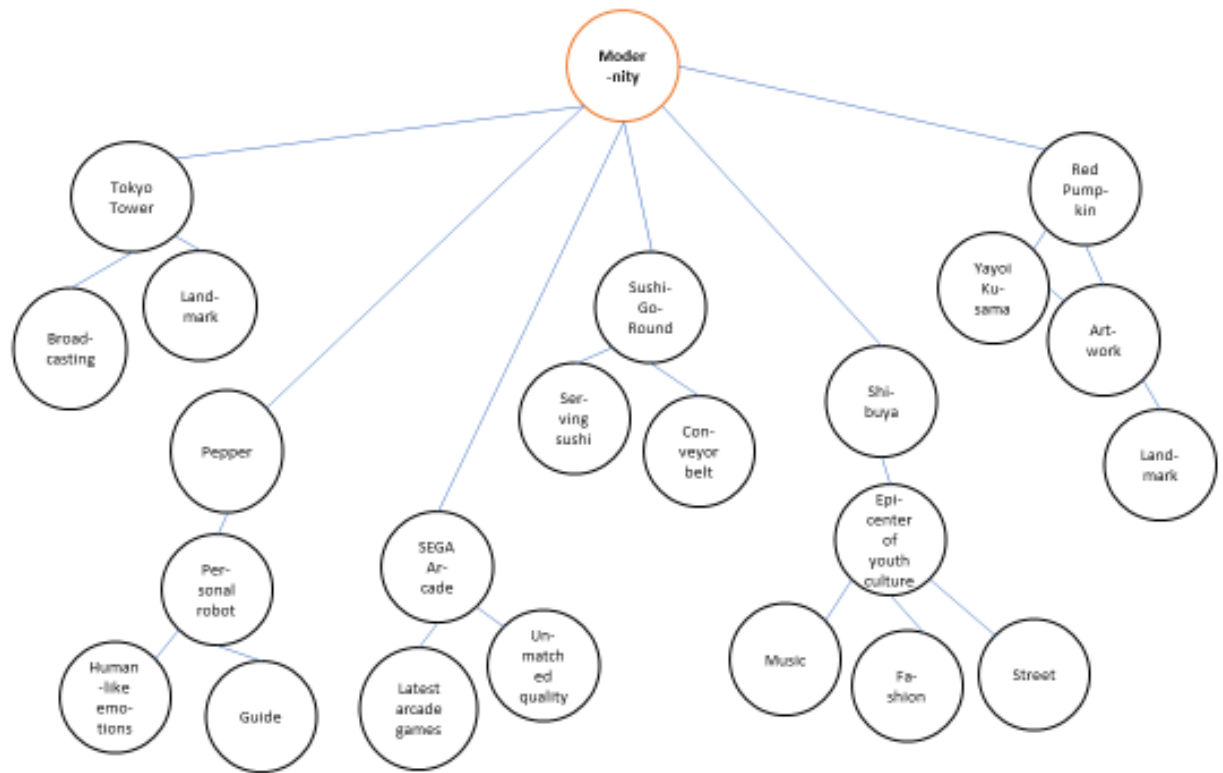 Moder
-nity
Tokyo
Tower
Broad-
casting
Land-
mark
Pepper
Per-
sonal
robot
Human
-like
emo-
tions
Guide
SEGA
Ar-
cade
Latest
arcade
games
Un-
match
ed
quality
Sushi-
Go-
Round
Ser-
ving
sushi
Con-
veyor
belt
Shi-
buya
Epi-
center
of
youth
culture
Music
Fa-
shion
Street
Red
Pump-
kin
Yayoi
Ku-
sama
Art-
work
Land-
mark